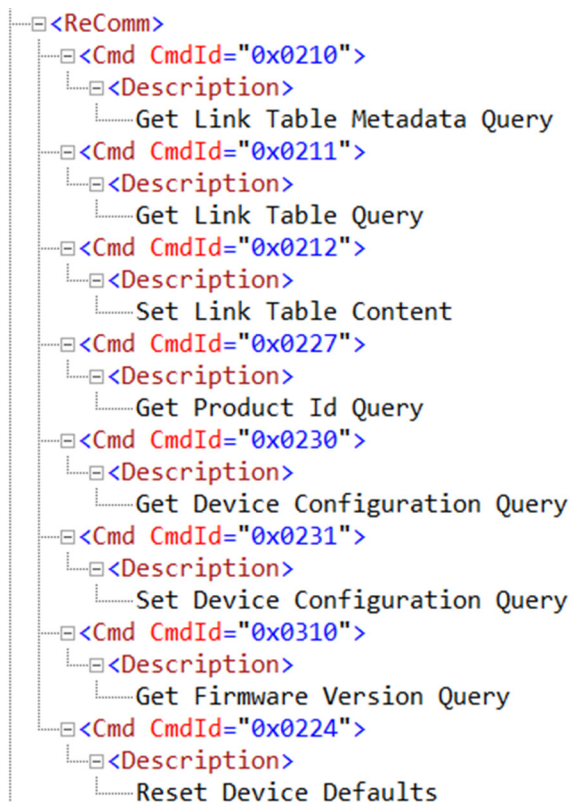 <ReComm>
<Cmd CmdId="0x0210">
<Description>
Get Link Table Metadata Query
<Cmd CmdId="0x0211">
<Description>
Get Link Table Query
<Cmd CmdId="0x0212">
<Description>
Set Link Table Content
<Cmd CmdId="0x0227">
<Description>
Get Product Id Query
<Cmd CmdId="0x0230">
<Description>
Get Device Configuration Query
<Cmd CmdId="0x0231">
<Description>
Set Device Configuration Query
<Cmd CmdId="0x0310">
<Description>
Get Firmware Version Query
<Cmd CmdId="0x0224">
<Description>
Reset Device Defaults